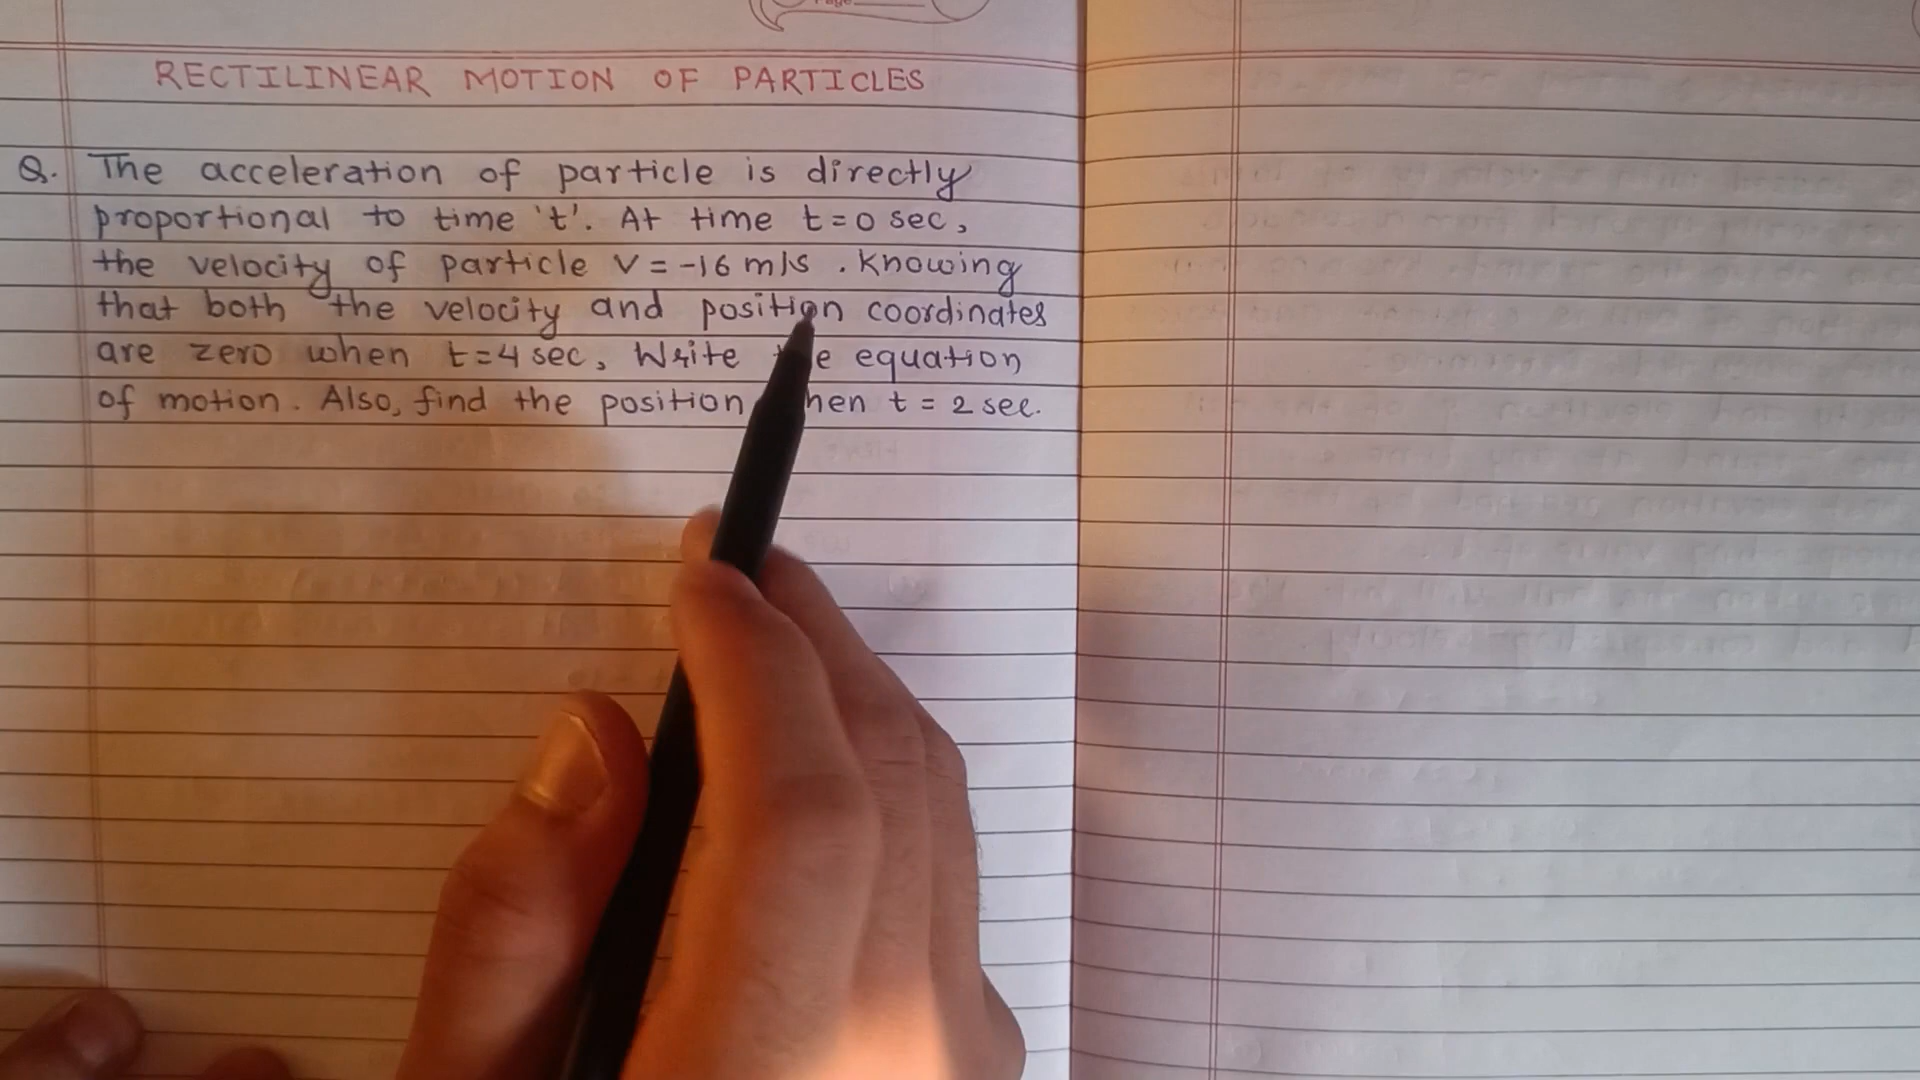 RECTILINEAR MOTION OF PARTICLES
Q. The acceleration of particle is directly
proportional to time 't'. At time t=0 sec,
the velocity of particle v = -16 m/s . Knowing
that both the velocity and position coordinates
are zero when t=4 sec, Write the equation
of motion. Also, find the position when t = 2 sec.